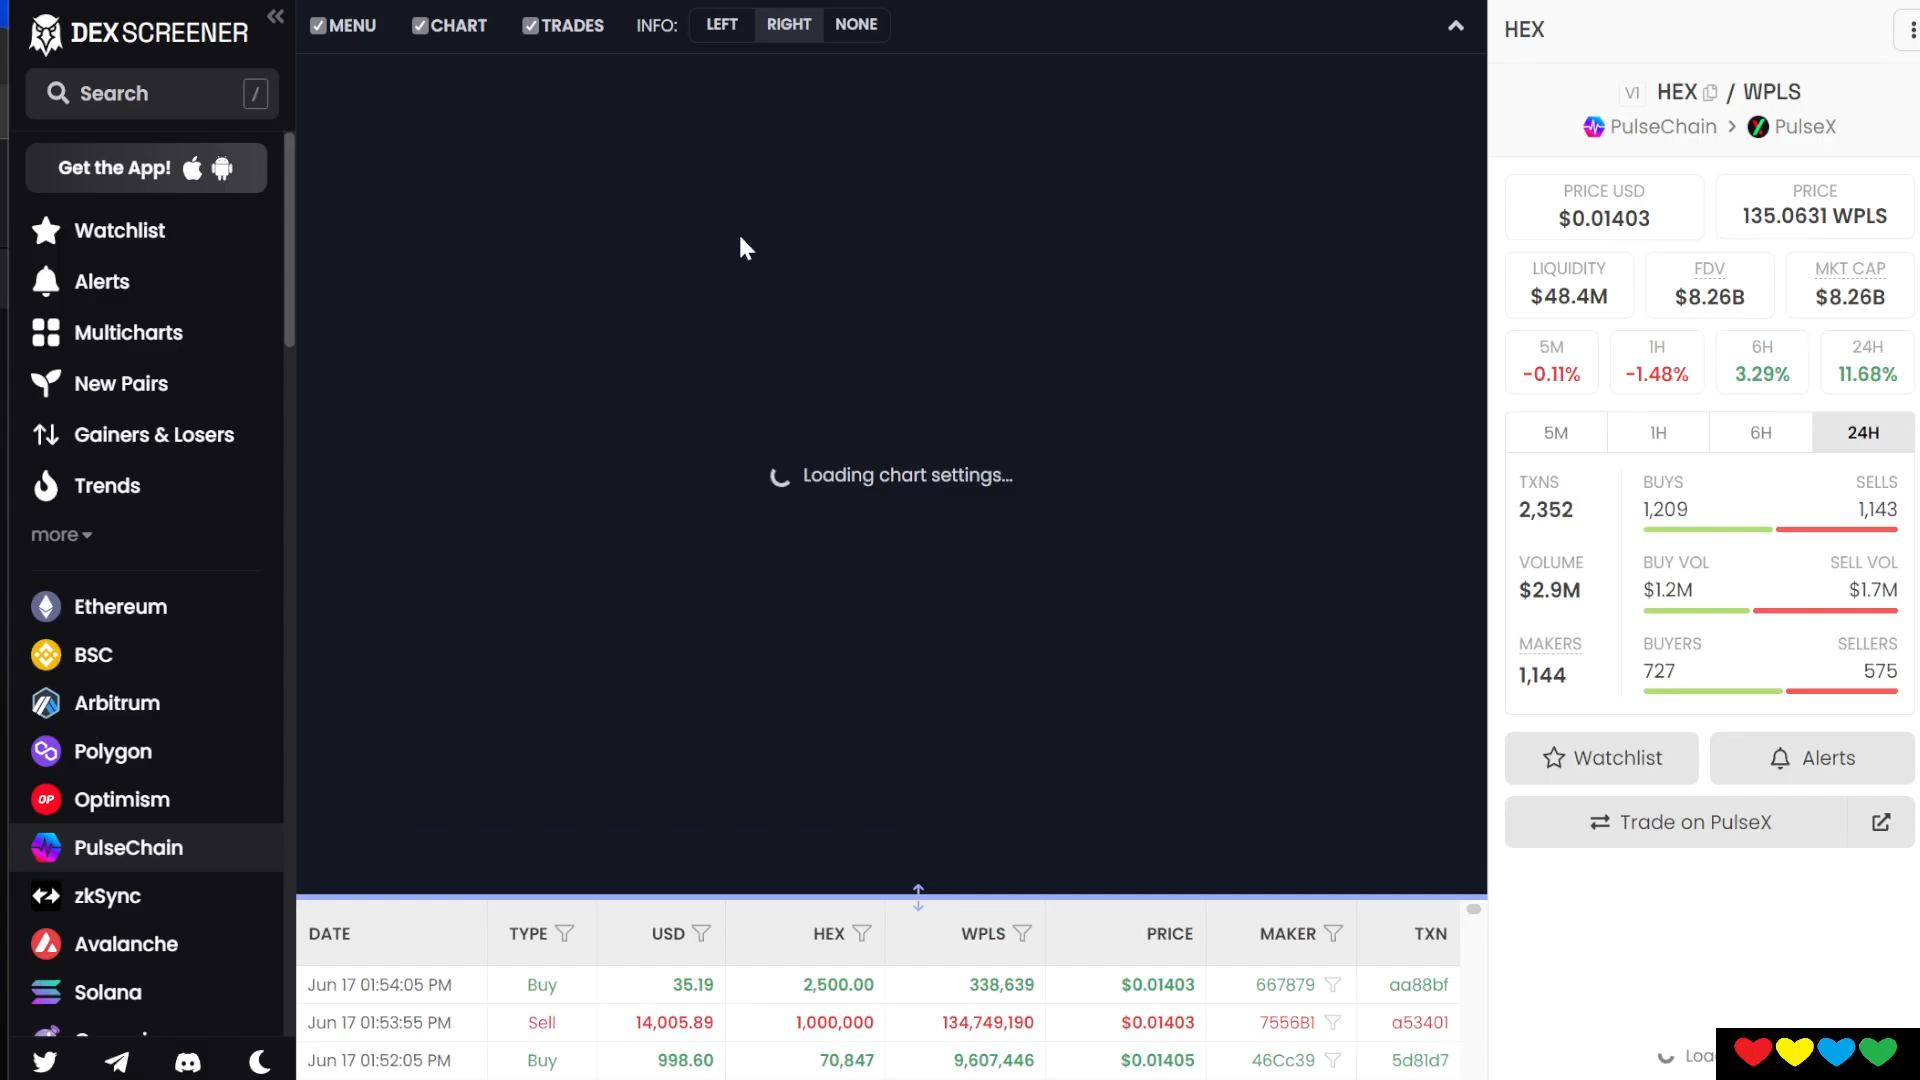 DEX SCREENER
Search /
Get the App!
Watchlist
Alerts
Multicharts
New Pairs
Gainers & Losers
Trends
more
Ethereum
BSC
Arbitrum
Polygon
Optimism
PulseChain
zkSync
Avalanche
Solana
MENU CHART TRADES INFO: LEFT RIGHT NONE
Loading chart settings...
DATE TYPE USD HEX WPLS PRICE MAKER TXN
Jun 17 01:54:05 PM Buy 35.19 2,500.00 338,639 $0.01403 667879 aa88bf
Jun 17 01:53:55 PM Sell 14,005.89 1,000,000 134,749,190 $0.01403 7556B1 a53401
Jun 17 01:52:05 PM Buy 998.60 70,847 9,607,446 $0.01405 46Cc39 5d81d7
HEX
V1 HEX / WPLS
PulseChain > PulseX
PRICE USD PRICE
$0.01403 135.0631 WPLS
LIQUIDITY FDV MKT CAP
$48.4M $8.26B $8.26B
5M 1H 6H 24H
-0.11% -1.48% 3.29% 11.68%
5M 1H 6H 24H
TXNS BUYS SELLS
2,352 1,209 1,143
VOLUME BUY VOL SELL VOL
$2.9M $1.2M $1.7M
MAKERS BUYERS SELLERS
1,144 727 575
Watchlist Alerts
Trade on PulseX